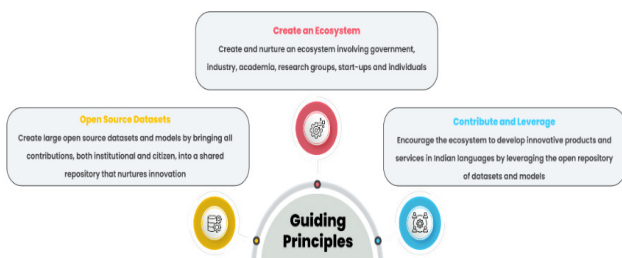 Create an Ecosystem
Create and nurture an ecosystem involving government,
industry, academia, research groups, start-ups and individuals
Open Source Datasets
Create large open source datasets and models by bringing all
contributions, both institutional and citizen, into a shared
repository that nurtures innovation
Contribute and Leverage
Encourage the ecosystem to develop innovative products and
services in Indian languages by leveraging the open repository
of datasets and models
Guiding
Principles